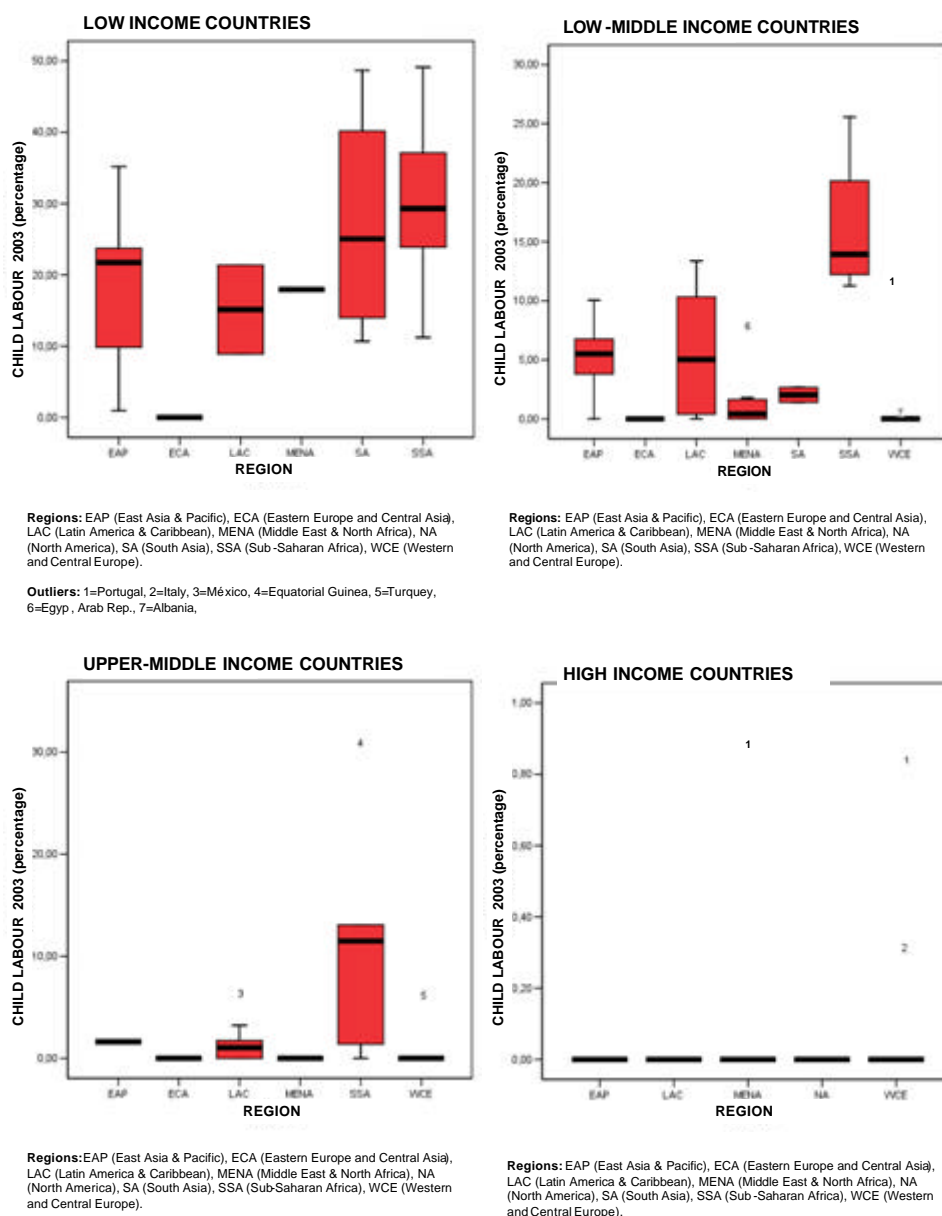 LOW INCOME COUNTRIES
CHILD LABOUR 2003 (percentage)
50,00
40,00
30,00
20,00
10,00
0,00
EAP ECA LAC MENA SA SSA
REGION
Regions: EAP (East Asia & Pacific), ECA (Eastern Europe and Central Asia),
LAC (Latin America & Caribbean), MENA (Middle East & North Africa), NA
(North America), SA (South Asia), SSA (Sub-Saharan Africa), WCE (Western
and Central Europe).
Outliers: 1=Portugal, 2=Italy, 3=México, 4=Equatorial Guinea, 5=Turquey,
6=Egyp, Arab Rep., 7=Albania,
LOW-MIDDLE INCOME COUNTRIES
CHILD LABOUR 2003 (percentage)
30,00
25,00
20,00
15,00
10,00
5,00
0,00
1
6
7
EAP ECA LAC MENA SA SSA WCE
REGION
Regions: EAP (East Asia & Pacific), ECA (Eastern Europe and Central Asia),
LAC (Latin America & Caribbean), MENA (Middle East & North Africa), NA
(North America), SA (South Asia), SSA (Sub-Saharan Africa), WCE (Western
and Central Europe).
UPPER-MIDDLE INCOME COUNTRIES
CHILD LABOUR 2003 (percentage)
30,00
20,00
10,00
0,00
4
3
5
EAP ECA LAC MENA SSA WCE
REGION
Regions: EAP (East Asia & Pacific), ECA (Eastern Europe and Central Asia),
LAC (Latin America & Caribbean), MENA (Middle East & North Africa), NA
(North America), SA (South Asia), SSA (Sub-Saharan Africa), WCE (Western
and Central Europe).
HIGH INCOME COUNTRIES
CHILD LABOUR 2003 (percentage)
1,00
0,80
0,60
0,40
0,20
0,00
1
1
2
EAP LAC MENA NA WCE
REGION
Regions: EAP (East Asia & Pacific), ECA (Eastern Europe and Central Asia),
LAC (Latin America & Caribbean), MENA (Middle East & North Africa), NA
(North America), SA (South Asia), SSA (Sub-Saharan Africa), WCE (Western
and Central Europe).